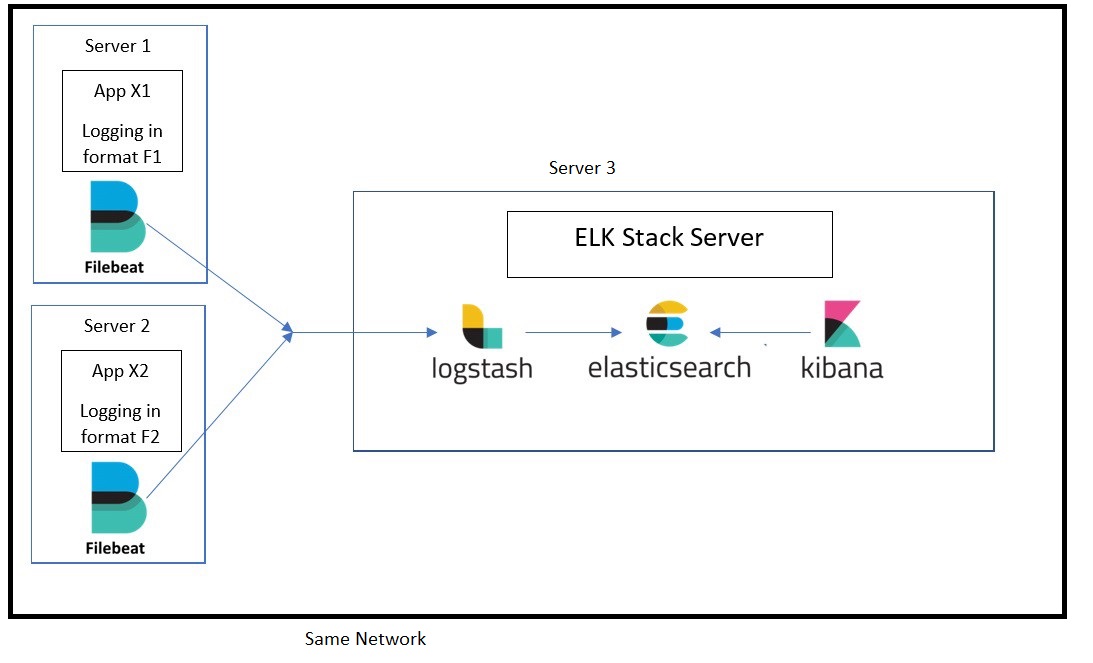 Server 1
App X1
Logging in
format F1
Filebeat
Server 2
App X2
Logging in
format F2
Filebeat
Server 3
ELK Stack Server
logstash
elasticsearch
kibana
Same Network